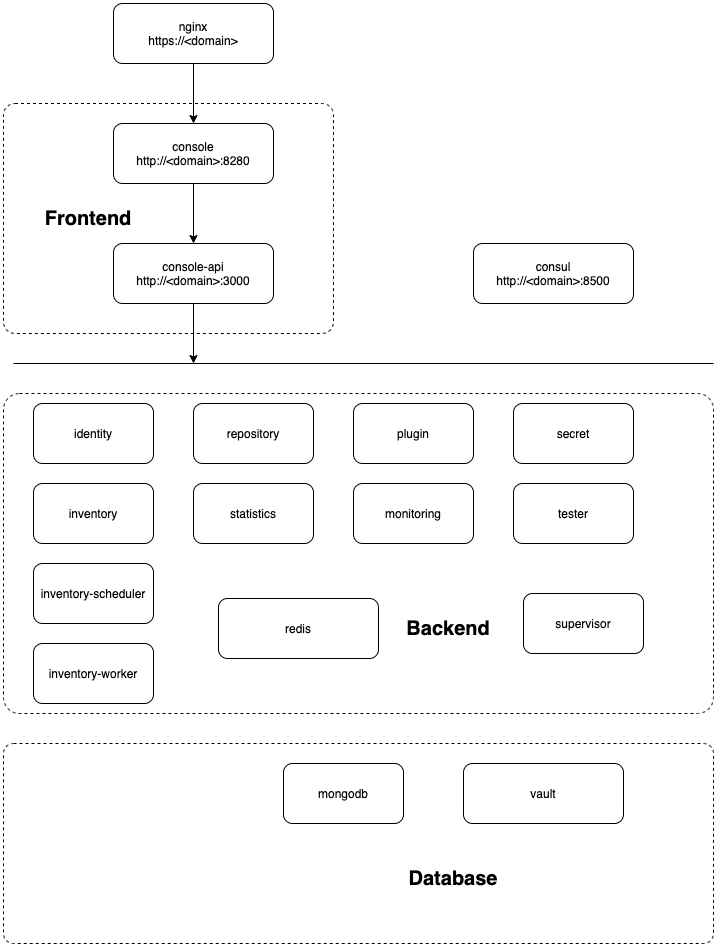 nginx
https://<domain>
console
http://<domain>:8280
Frontend
console-api
http://<domain>:3000
consul
http://<domain>:8500
identity
repository
plugin
secret
inventory
statistics
monitoring
tester
inventory-scheduler
redis
Backend
supervisor
inventory-worker
mongodb
vault
Database